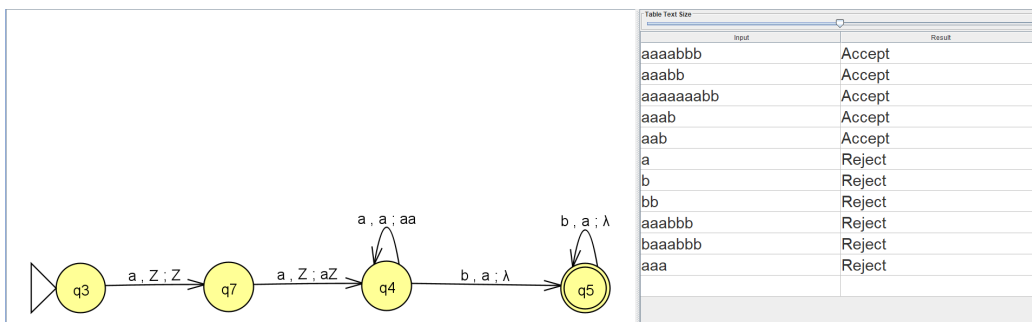 Table Text Size
Input Result
aaaabbb Accept
aaabb Accept
aaaaaaabb Accept
aaab Accept
aab Accept
a Reject
b Reject
bb Reject
aaabbb Reject
baaabbb Reject
aaa Reject
a , a ; aa
b , a ; λ
a , Z ; Z
a , Z ; aZ
b , a ; λ
q3
q7
q4
q5